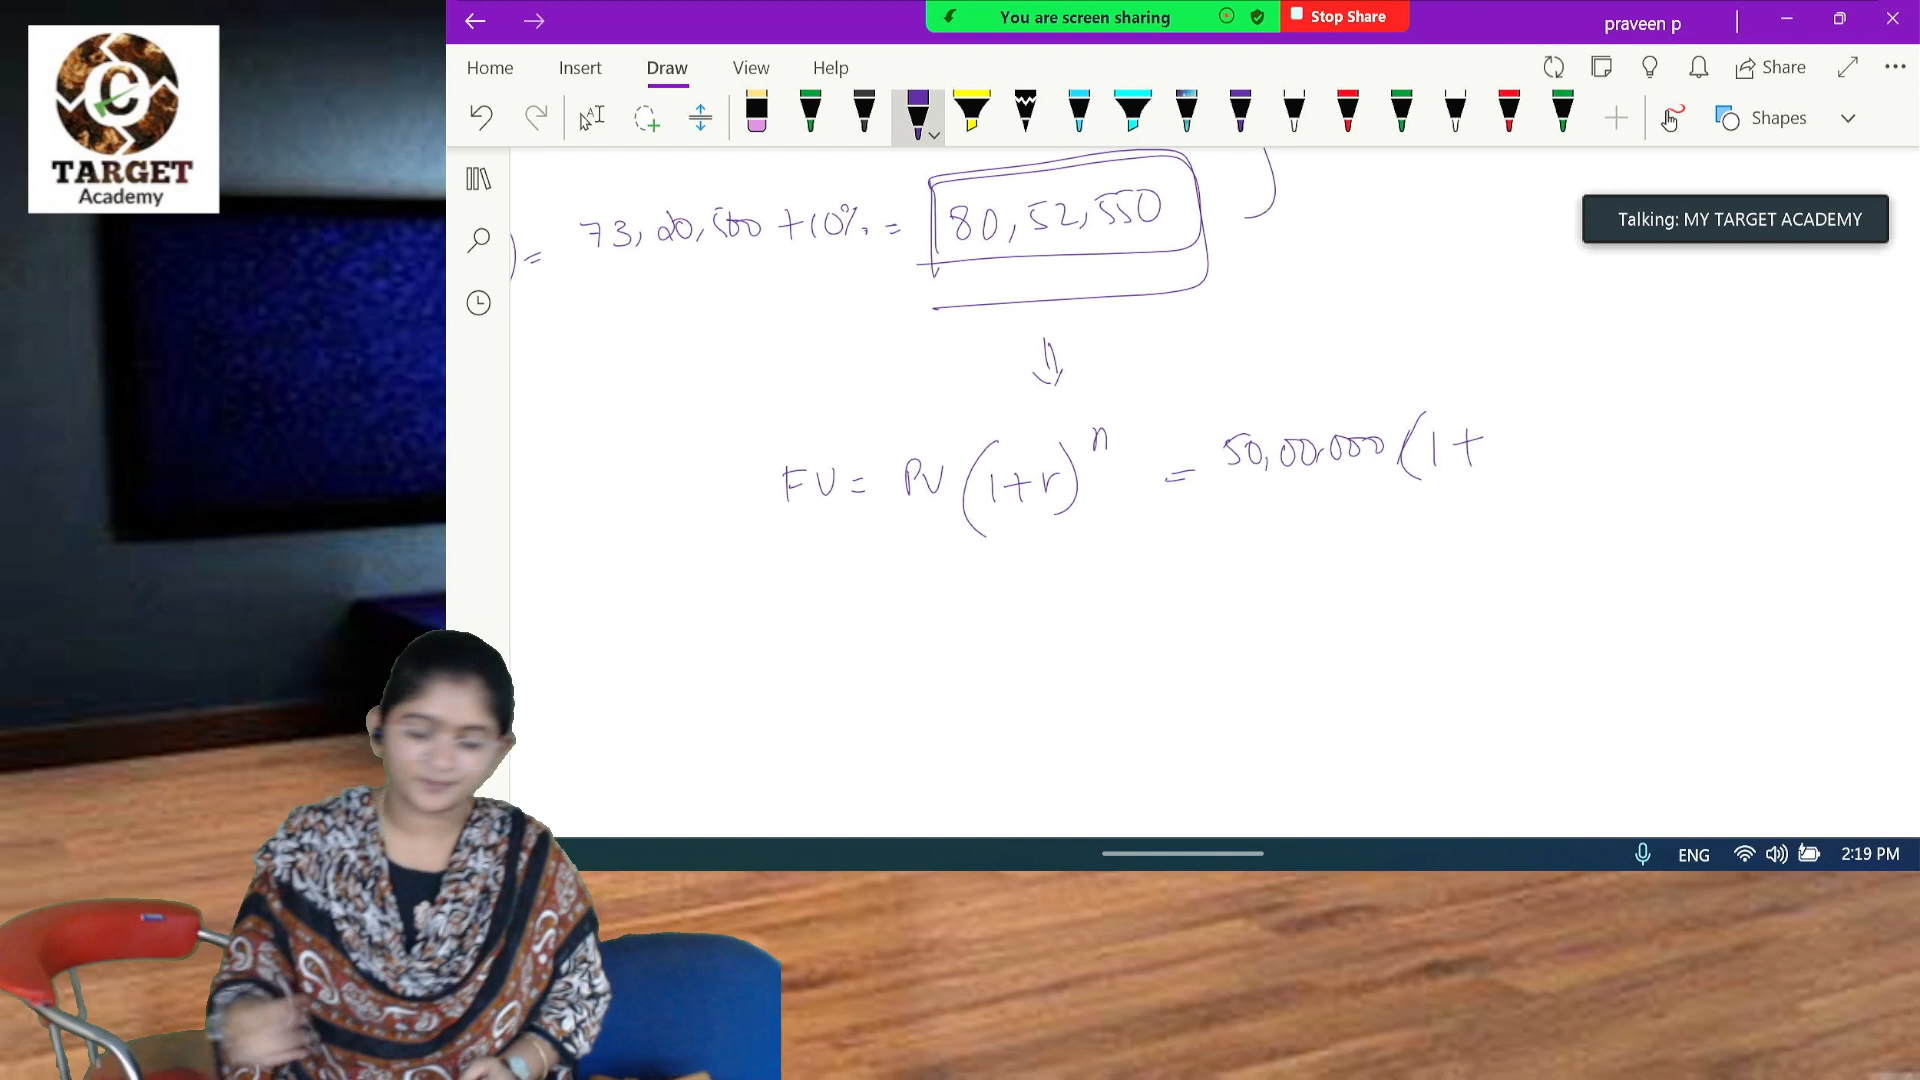 You are screen sharing
Stop Share
praveen p
Home Insert Draw View Help
Share
Shapes
TARGET
Academy
Talking: MY TARGET ACADEMY
) = 73,20,500 + 10% = 80,52,550
FV = PV (1+r)^n = 50,00,000 (1+
ENG 2:19 PM